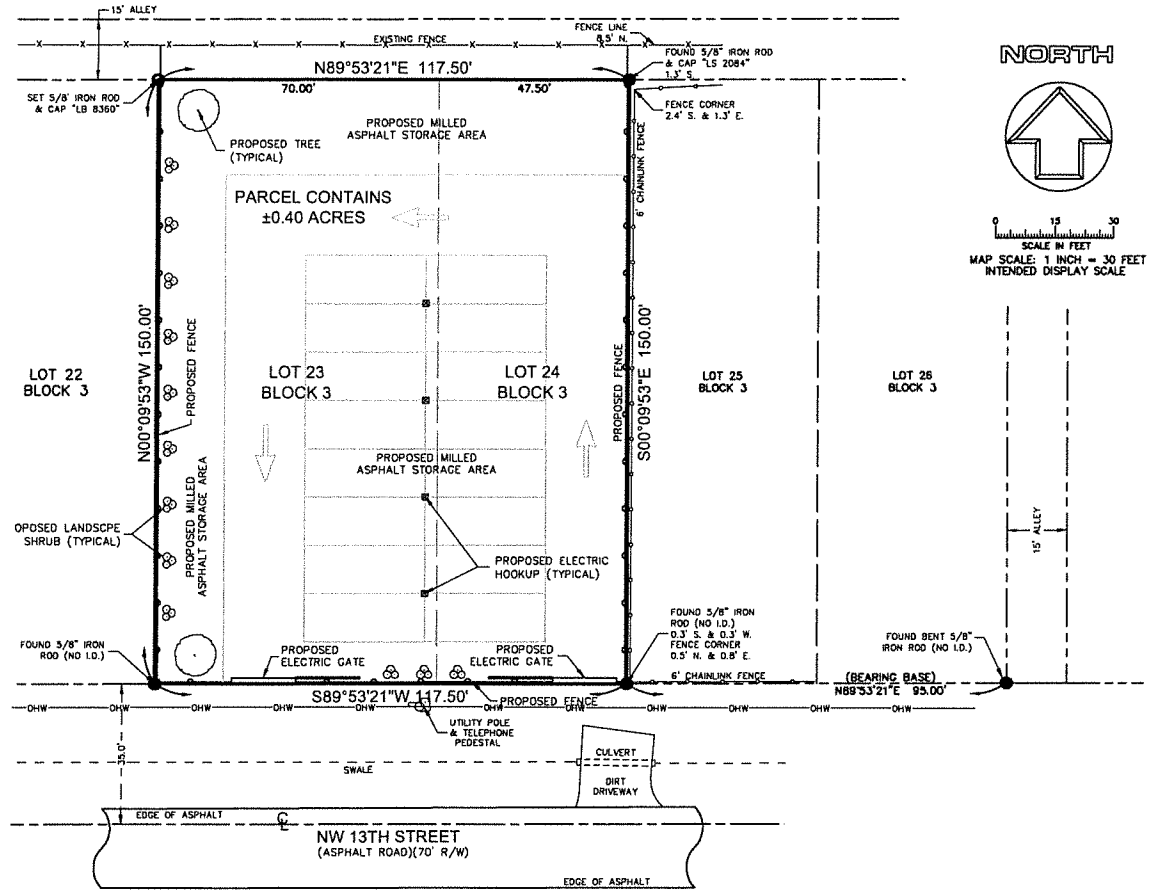 15' ALLEY
FENCE LINE
8.5' N.
EXISTING FENCE
N89°53'21"E 117.50'
70.00'
47.50'
FOUND 5/8" IRON ROD
& CAP "LS 2084"
1.3' S.
NORTH
SET 5/8' IRON ROD
& CAP "LB 8360"
PROPOSED TREE
(TYPICAL)
PROPOSED MILLED
ASPHALT STORAGE AREA
FENCE CORNER
2.4' S. & 1.3' E.
6' CHAINLINK FENCE
PARCEL CONTAINS
±0.40 ACRES
0 15 30
SCALE IN FEET
MAP SCALE: 1 INCH = 30 FEET
INTENDED DISPLAY SCALE
N00°09'53"W 150.00'
PROPOSED FENCE
LOT 22
BLOCK 3
LOT 23
BLOCK 3
LOT 24
BLOCK 3
PROPOSED FENCE
S00°09'53"E 150.00'
LOT 25
BLOCK 3
LOT 26
BLOCK 3
PROPOSED MILLED
ASPHALT STORAGE AREA
PROPOSED MILLED
ASPHALT STORAGE AREA
OPOSED LANDSCPE
SHRUB (TYPICAL)
PROPOSED ELECTRIC
HOOKUP (TYPICAL)
15' ALLEY
FOUND 5/8" IRON
ROD (NO I.D.)
PROPOSED
ELECTRIC GATE
PROPOSED
ELECTRIC GATE
FOUND 5/8" IRON
ROD (NO I.D.)
0.3' S. & 0.3' W.
FENCE CORNER
0.5' N. & 0.8' E.
6' CHAINLINK FENCE
FOUND BENT 5/8"
IRON ROD (NO I.D.)
(BEARING BASE)
N89°53'21"E 95.00'
S89°53'21"W 117.50'
PROPOSED FENCE
OHW OHW OHW OHW OHW OHW OHW OHW OHW
UTILITY POLE
& TELEPHONE
PEDESTAL
35.0'
SWALE
CULVERT
DIRT
DRIVEWAY
EDGE OF ASPHALT
CL
NW 13TH STREET
(ASPHALT ROAD)(70' R/W)
EDGE OF ASPHALT